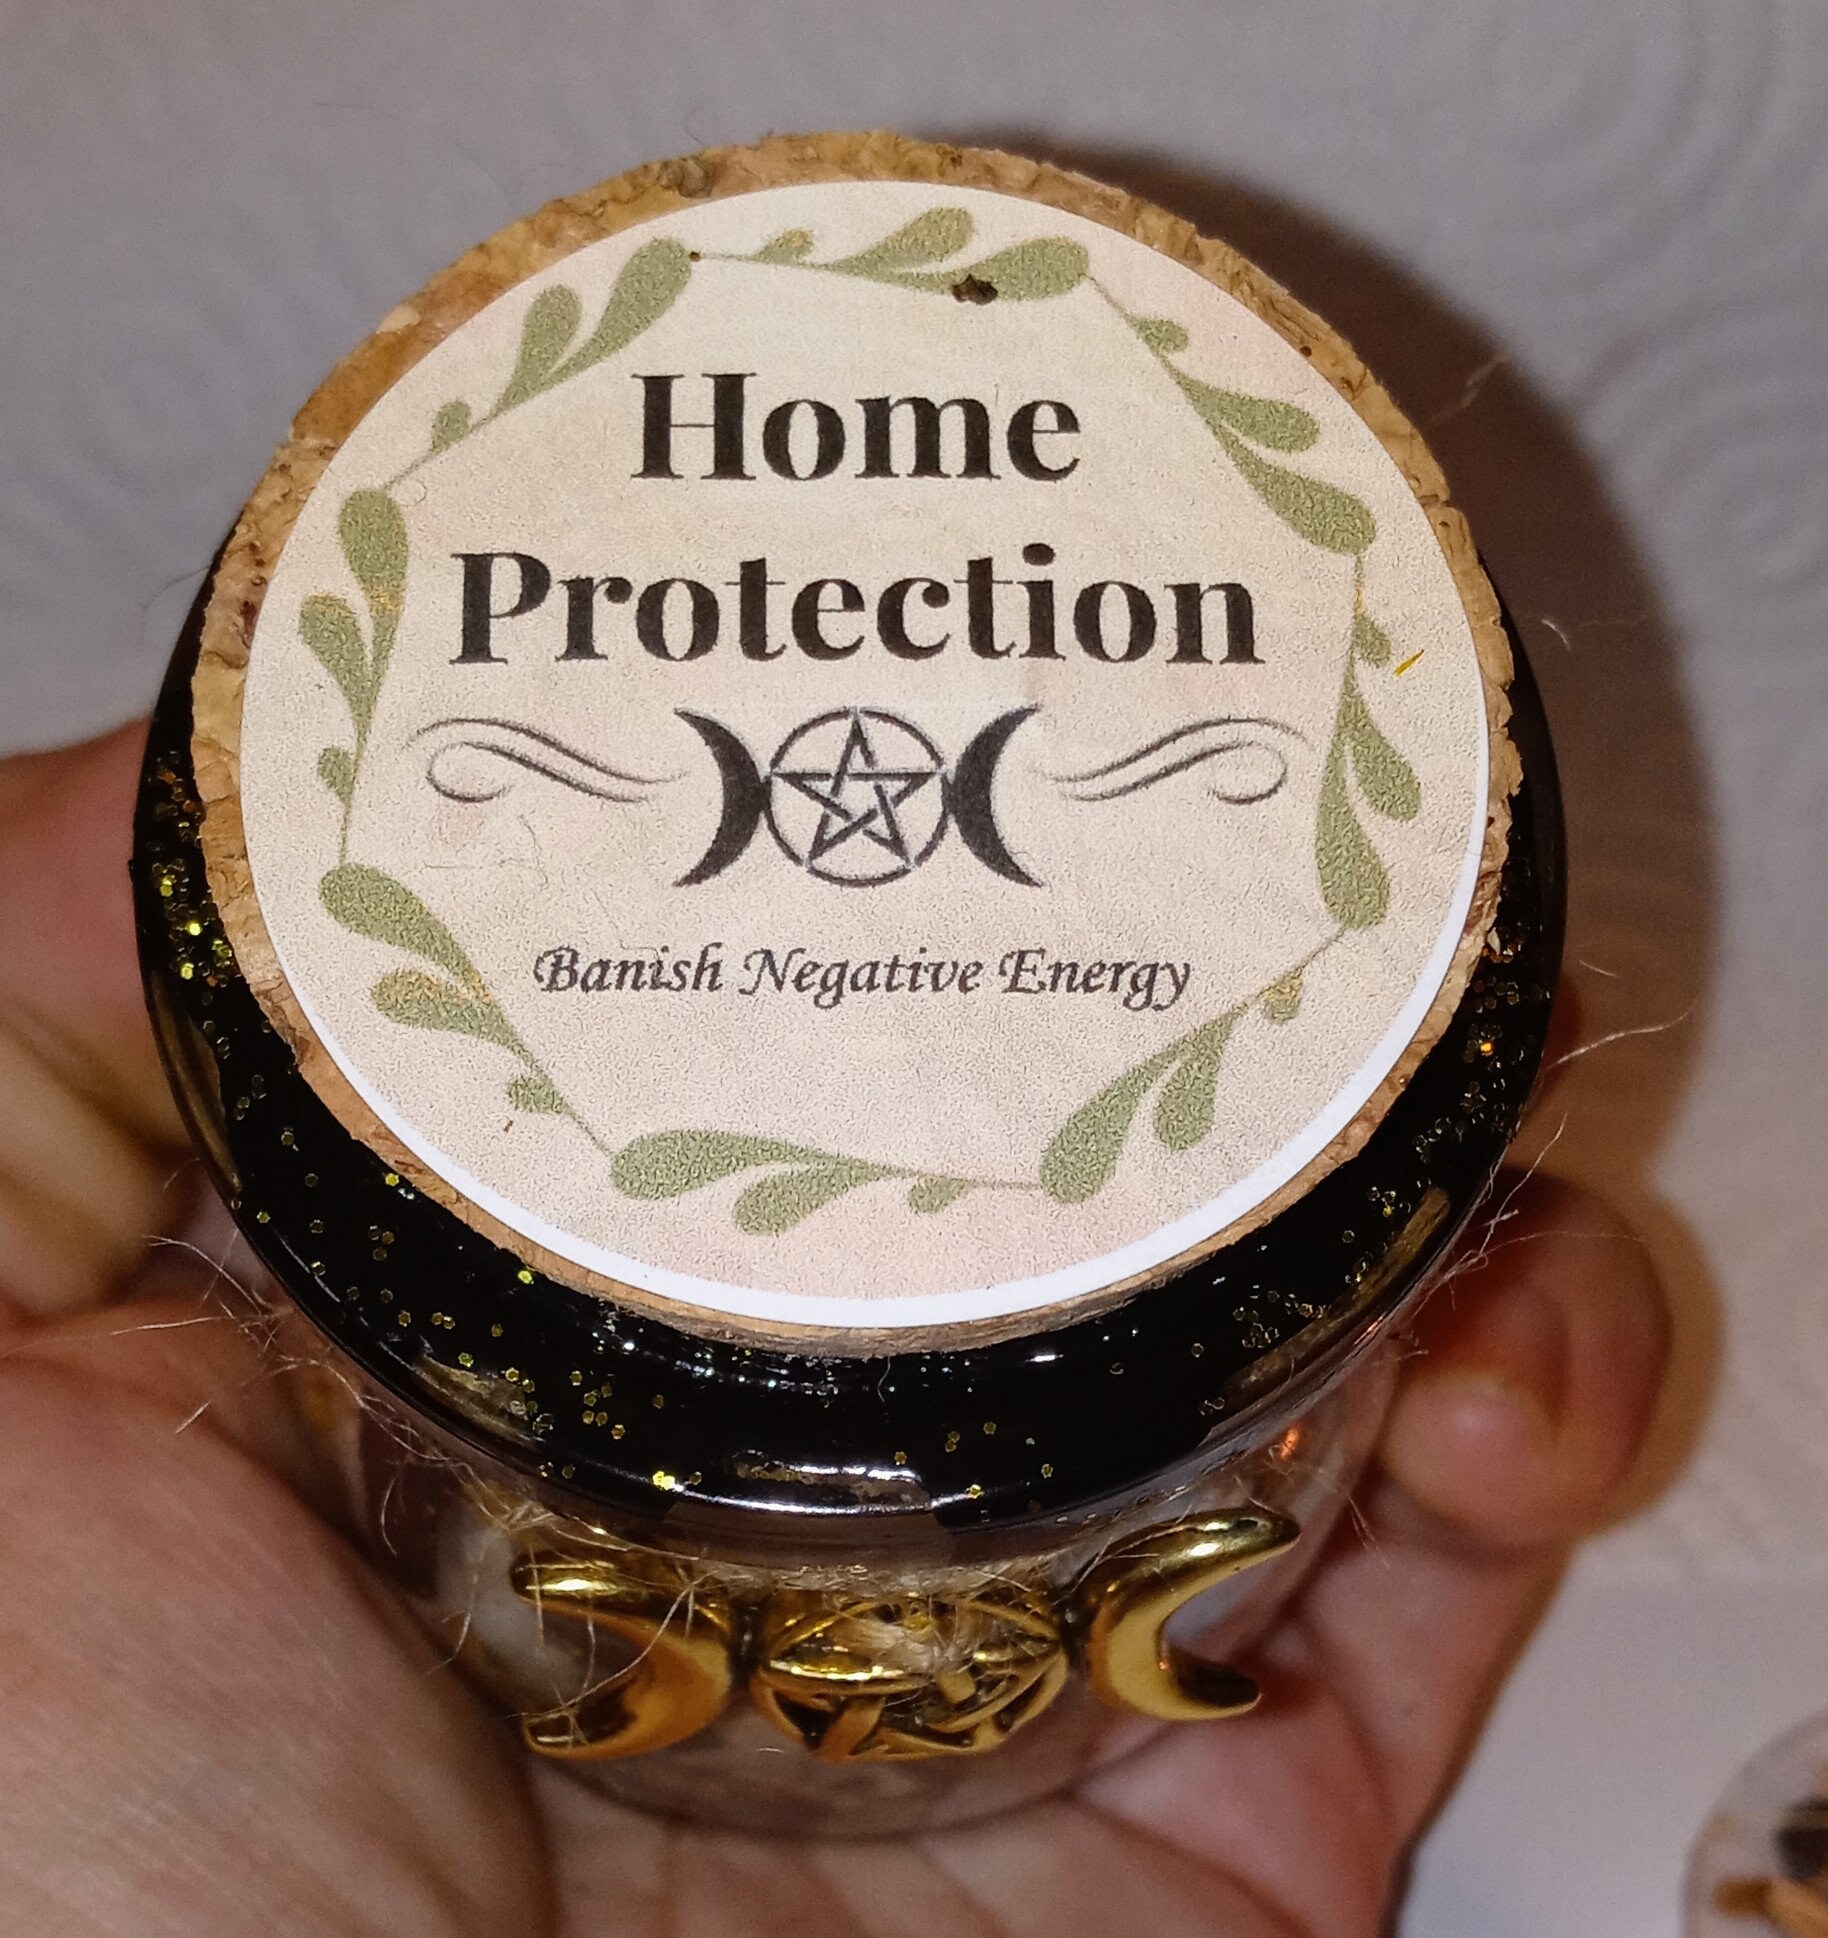 Home
Protection
Banish Negative Energy